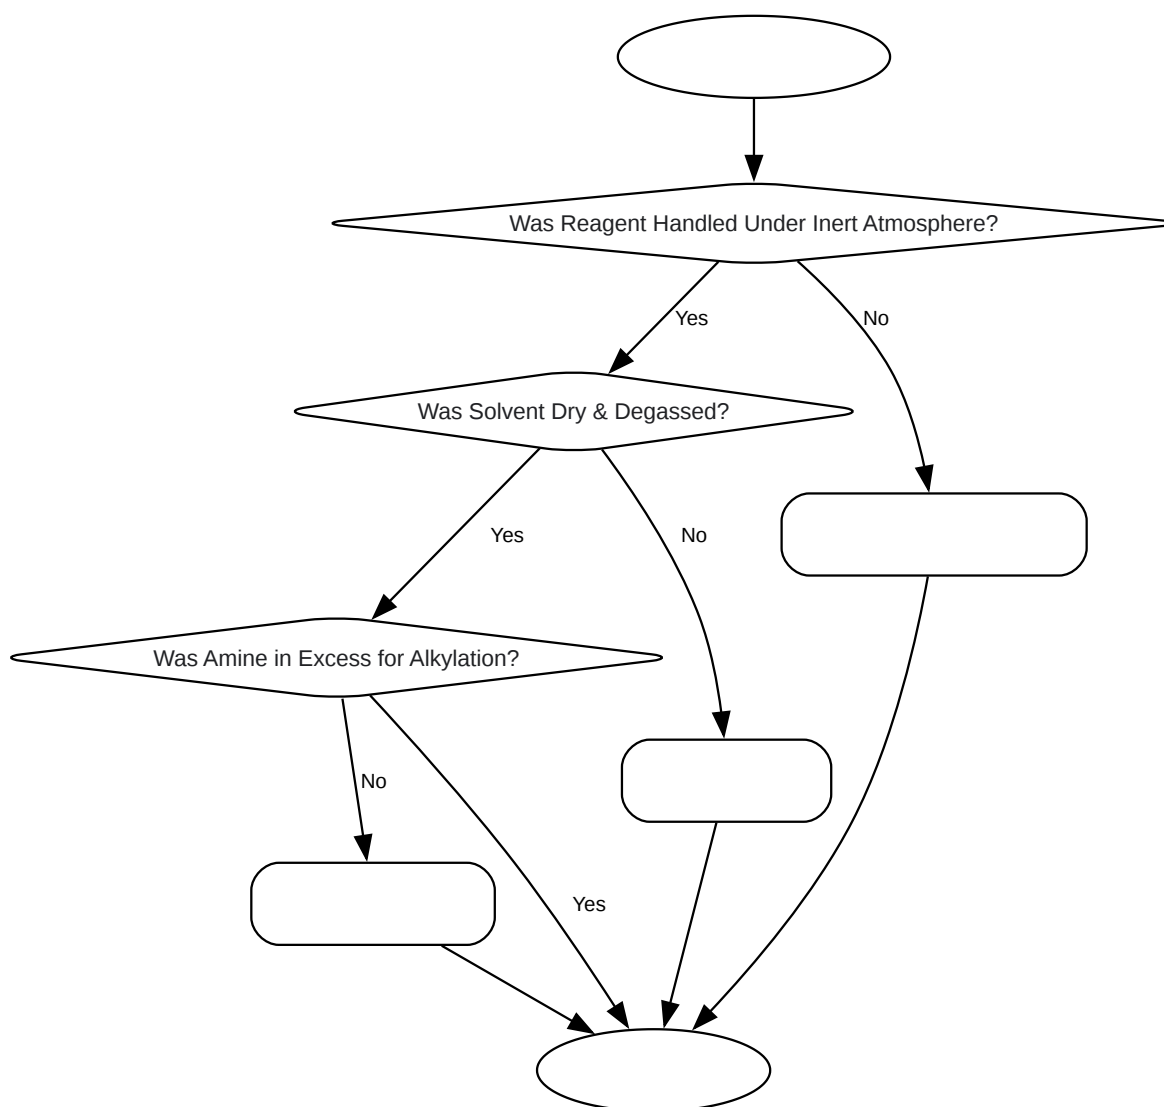 Was Reagent Handled Under Inert Atmosphere?
Yes
No
Was Solvent Dry & Degassed?
Yes
No
Was Amine in Excess for Alkylation?
No
Yes